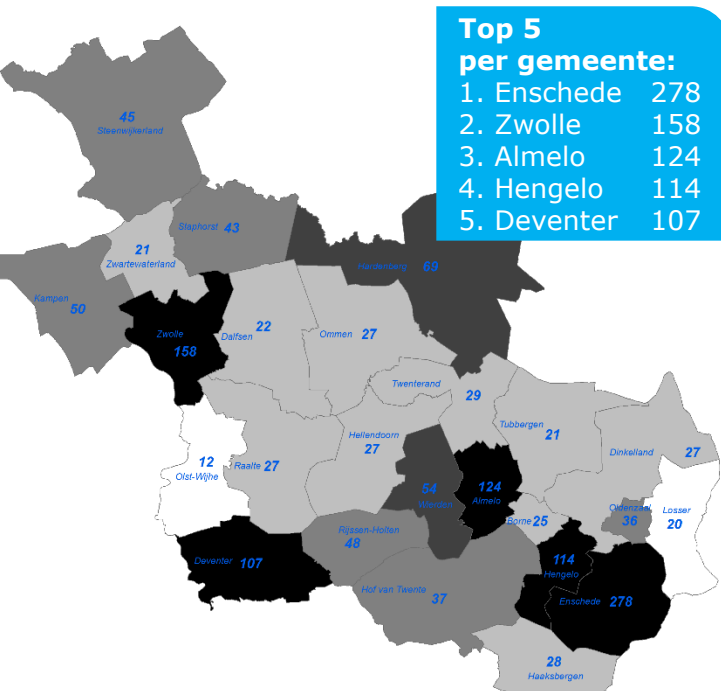 Top 5
per gemeente:
1. Enschede 278
2. Zwolle 158
3. Almelo 124
4. Hengelo 114
5. Deventer 107
45
Steenwijkerland
Staphorst 43
21
Zwartewaterland
Hardenberg 69
Kampen
50
Zwolle
158
22
Dalfsen
Ommen 27
Twenterand
29
Tubbergen
21
Hellendoorn
27
Dinkelland 27
12
Olst-Wijhe
Raalte 27
54
Wierden
124
Almelo
Oldenzaal
36
Losser
20
Borne 25
Rijssen-Holten
48
Deventer 107
114
Hengelo
Hof van Twente
37
Enschede 278
28
Haaksbergen